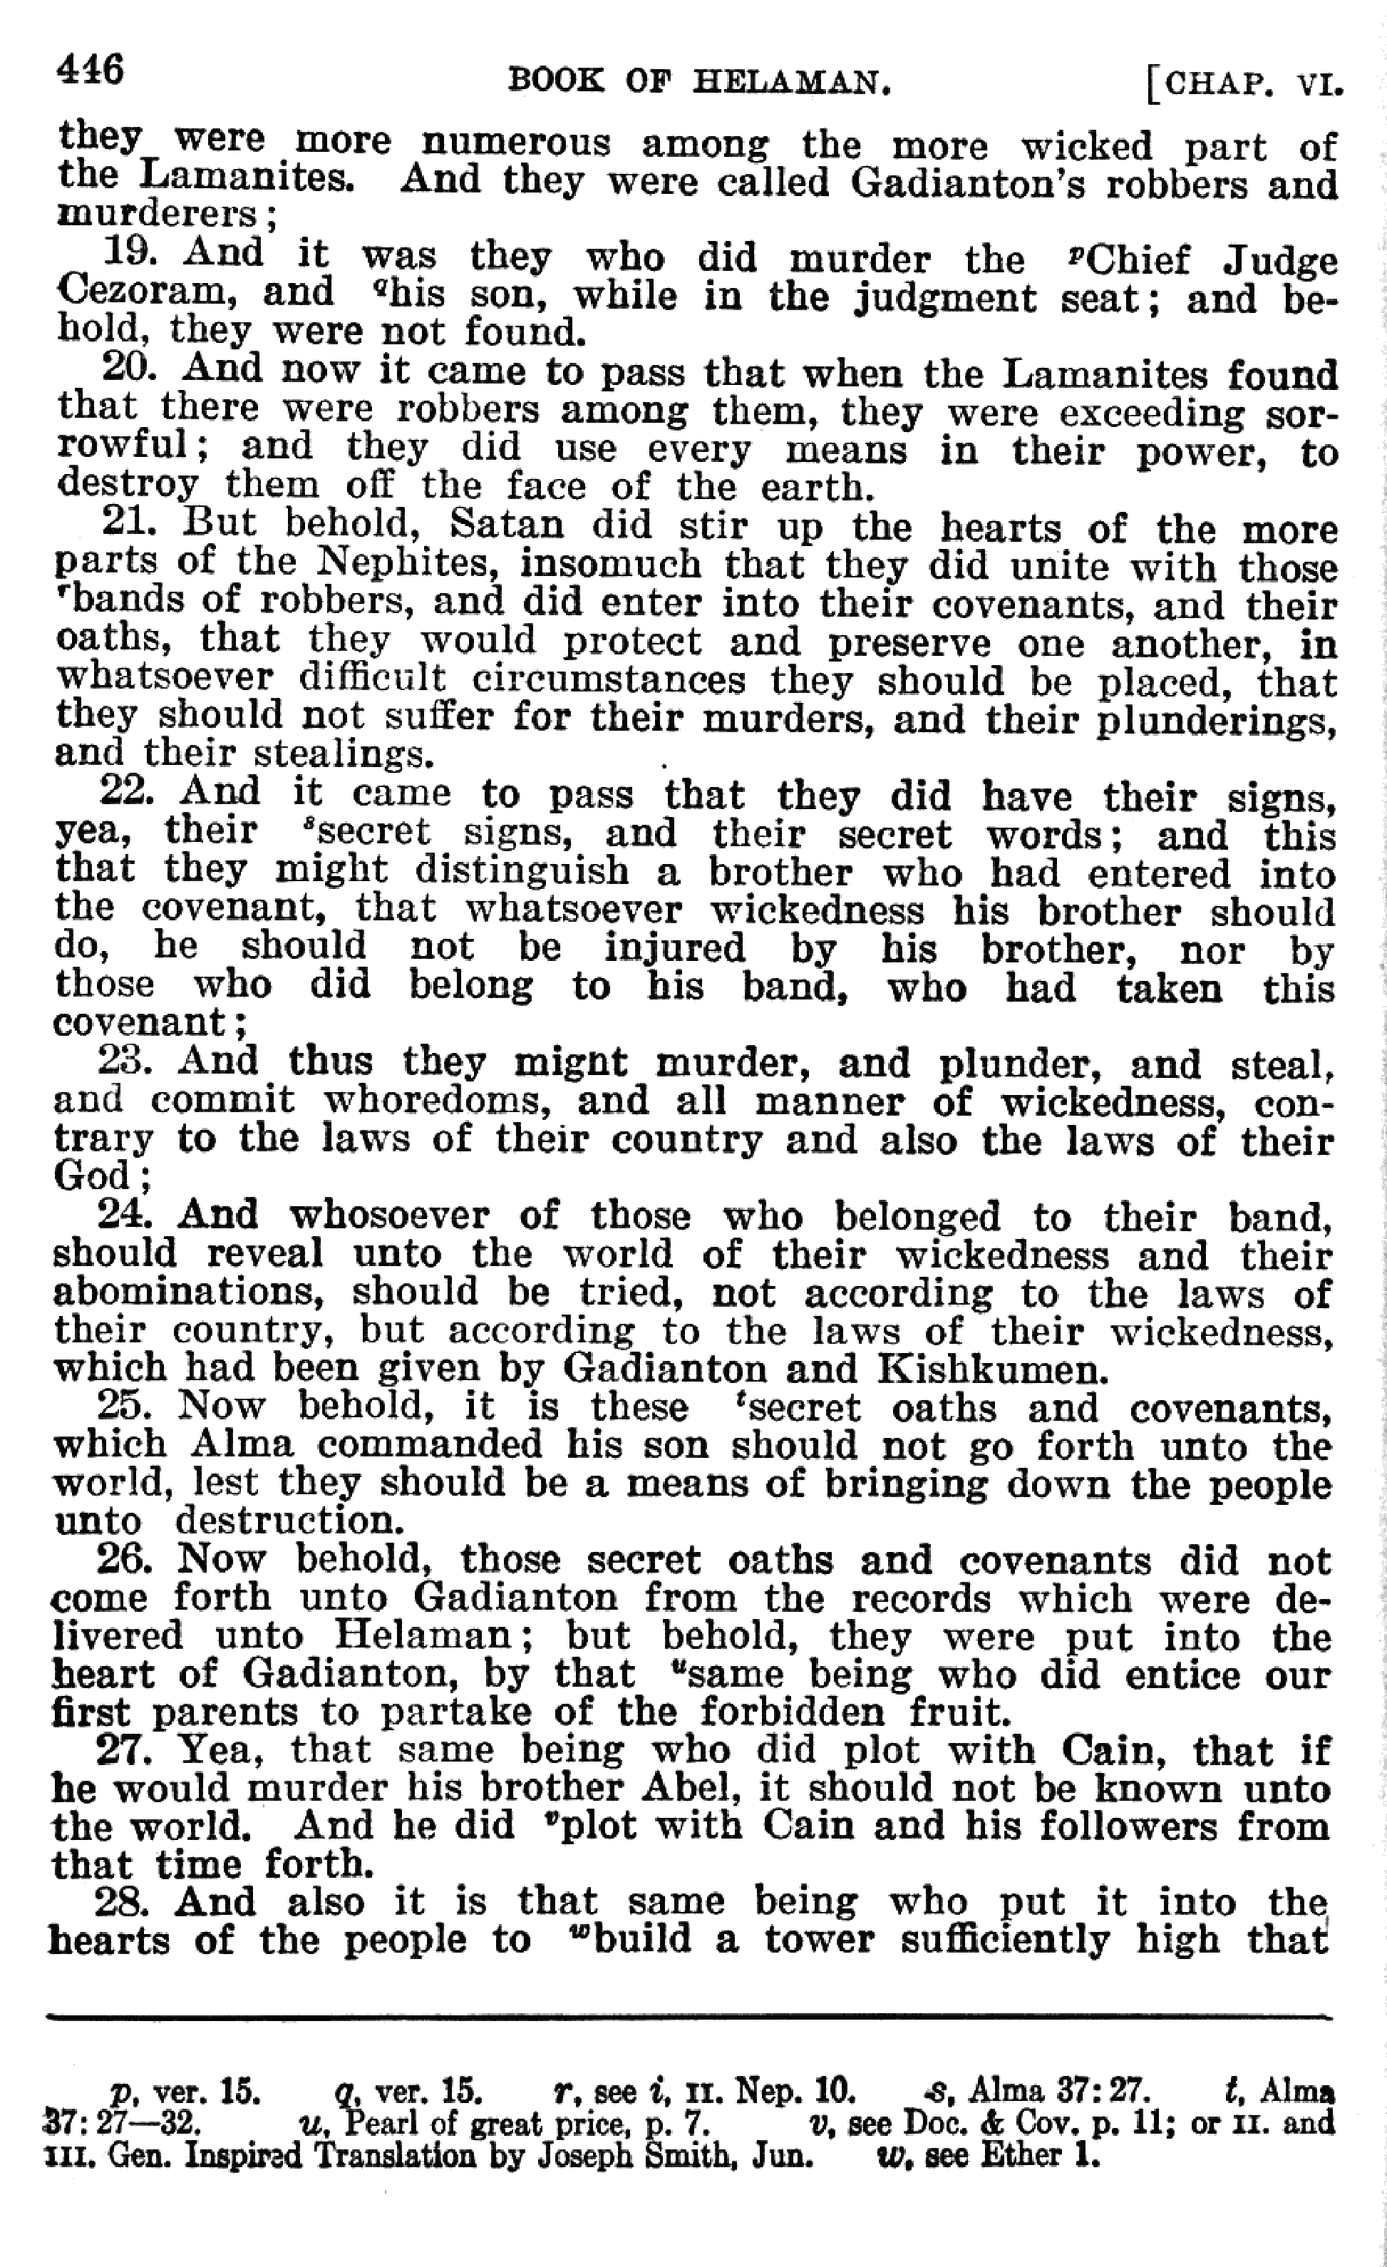 446 BOOK OF HELAMAN. [CHAP. VI.
they were more numerous among the more wicked part of
the Lamanites. And they were called Gadianton's robbers and
murderers;
19. And it was they who did murder the pChief Judge
Cezoram, and qhis son, while in the judgment seat; and be-
hold, they were not found.
20. And now it came to pass that when the Lamanites found
that there were robbers among them, they were exceeding sor-
rowful; and they did use every means in their power, to
destroy them off the face of the earth.
21. But behold, Satan did stir up the hearts of the more
parts of the Nephites, insomuch that they did unite with those
rbands of robbers, and did enter into their covenants, and their
oaths, that they would protect and preserve one another, in
whatsoever difficult circumstances they should be placed, that
they should not suffer for their murders, and their plunderings,
and their stealings.
22. And it came to pass that they did have their signs,
yea, their ssecret signs, and their secret words; and this
that they might distinguish a brother who had entered into
the covenant, that whatsoever wickedness his brother should
do, he should not be injured by his brother, nor by
those who did belong to his band, who had taken this
covenant;
23. And thus they might murder, and plunder, and steal,
and commit whoredoms, and all manner of wickedness, con-
trary to the laws of their country and also the laws of their
God;
24. And whosoever of those who belonged to their band,
should reveal unto the world of their wickedness and their
abominations, should be tried, not according to the laws of
their country, but according to the laws of their wickedness,
which had been given by Gadianton and Kishkumen.
25. Now behold, it is these tsecret oaths and covenants,
which Alma commanded his son should not go forth unto the
world, lest they should be a means of bringing down the people
unto destruction.
26. Now behold, those secret oaths and covenants did not
come forth unto Gadianton from the records which were de-
livered unto Helaman; but behold, they were put into the
heart of Gadianton, by that usame being who did entice our
first parents to partake of the forbidden fruit.
27. Yea, that same being who did plot with Cain, that if
he would murder his brother Abel, it should not be known unto
the world. And he did vplot with Cain and his followers from
that time forth.
28. And also it is that same being who put it into the
hearts of the people to wbuild a tower sufficiently high that
p, ver. 15. q, ver. 15. r, see i, II. Nep. 10. s, Alma 37:27. t, Alma
37:27—32. u, Pearl of great price, p. 7. v, see Doc. & Cov. p. 11; or II. and
III. Gen. Inspired Translation by Joseph Smith, Jun. w, see Ether 1.